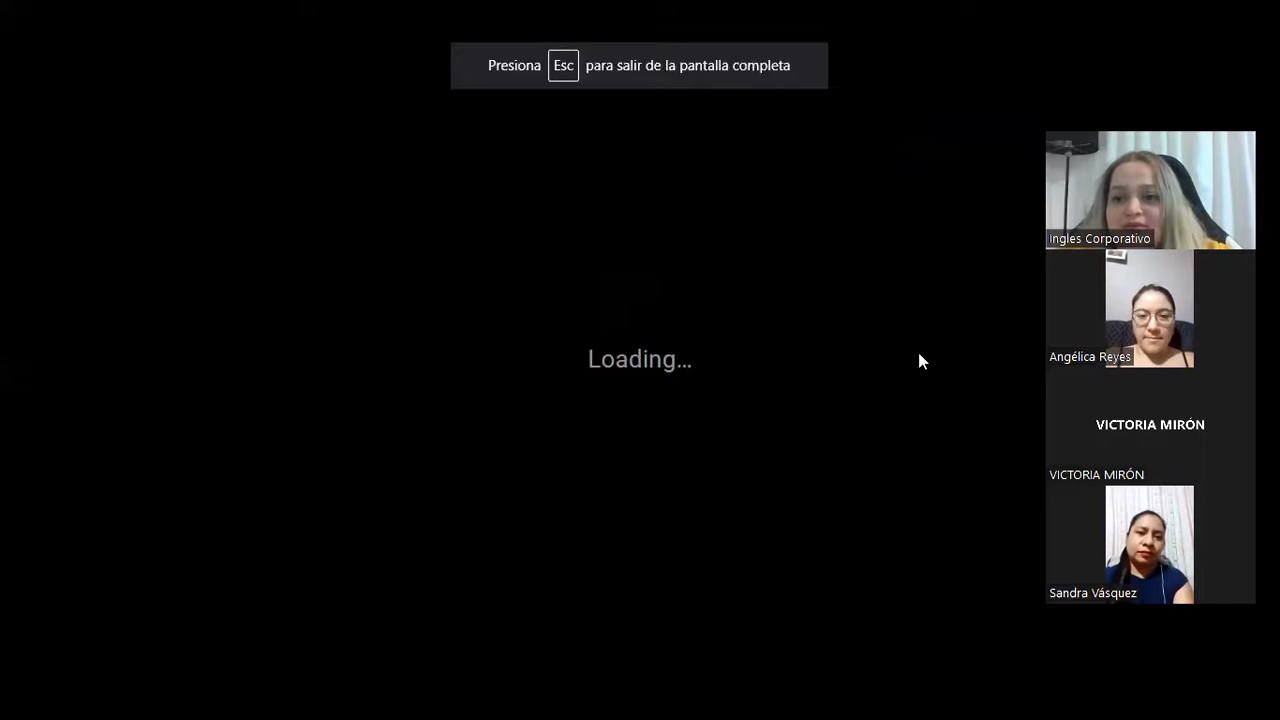 Presiona Esc para salir de la pantalla completa
Loading...
Ingles Corporativo
Angélica Reyes
VICTORIA MIRÓN
VICTORIA MIRÓN
Sandra Vásquez